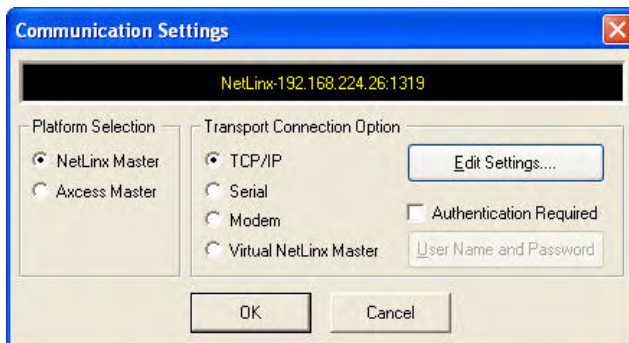 Communication Settings
NetLinx-192.168.224.26:1319
Platform Selection
NetLinx Master
Axcess Master
Transport Connection Option
TCP/IP
Serial
Modem
Virtual NetLinx Master
Edit Settings....
Authentication Required
User Name and Password
OK
Cancel